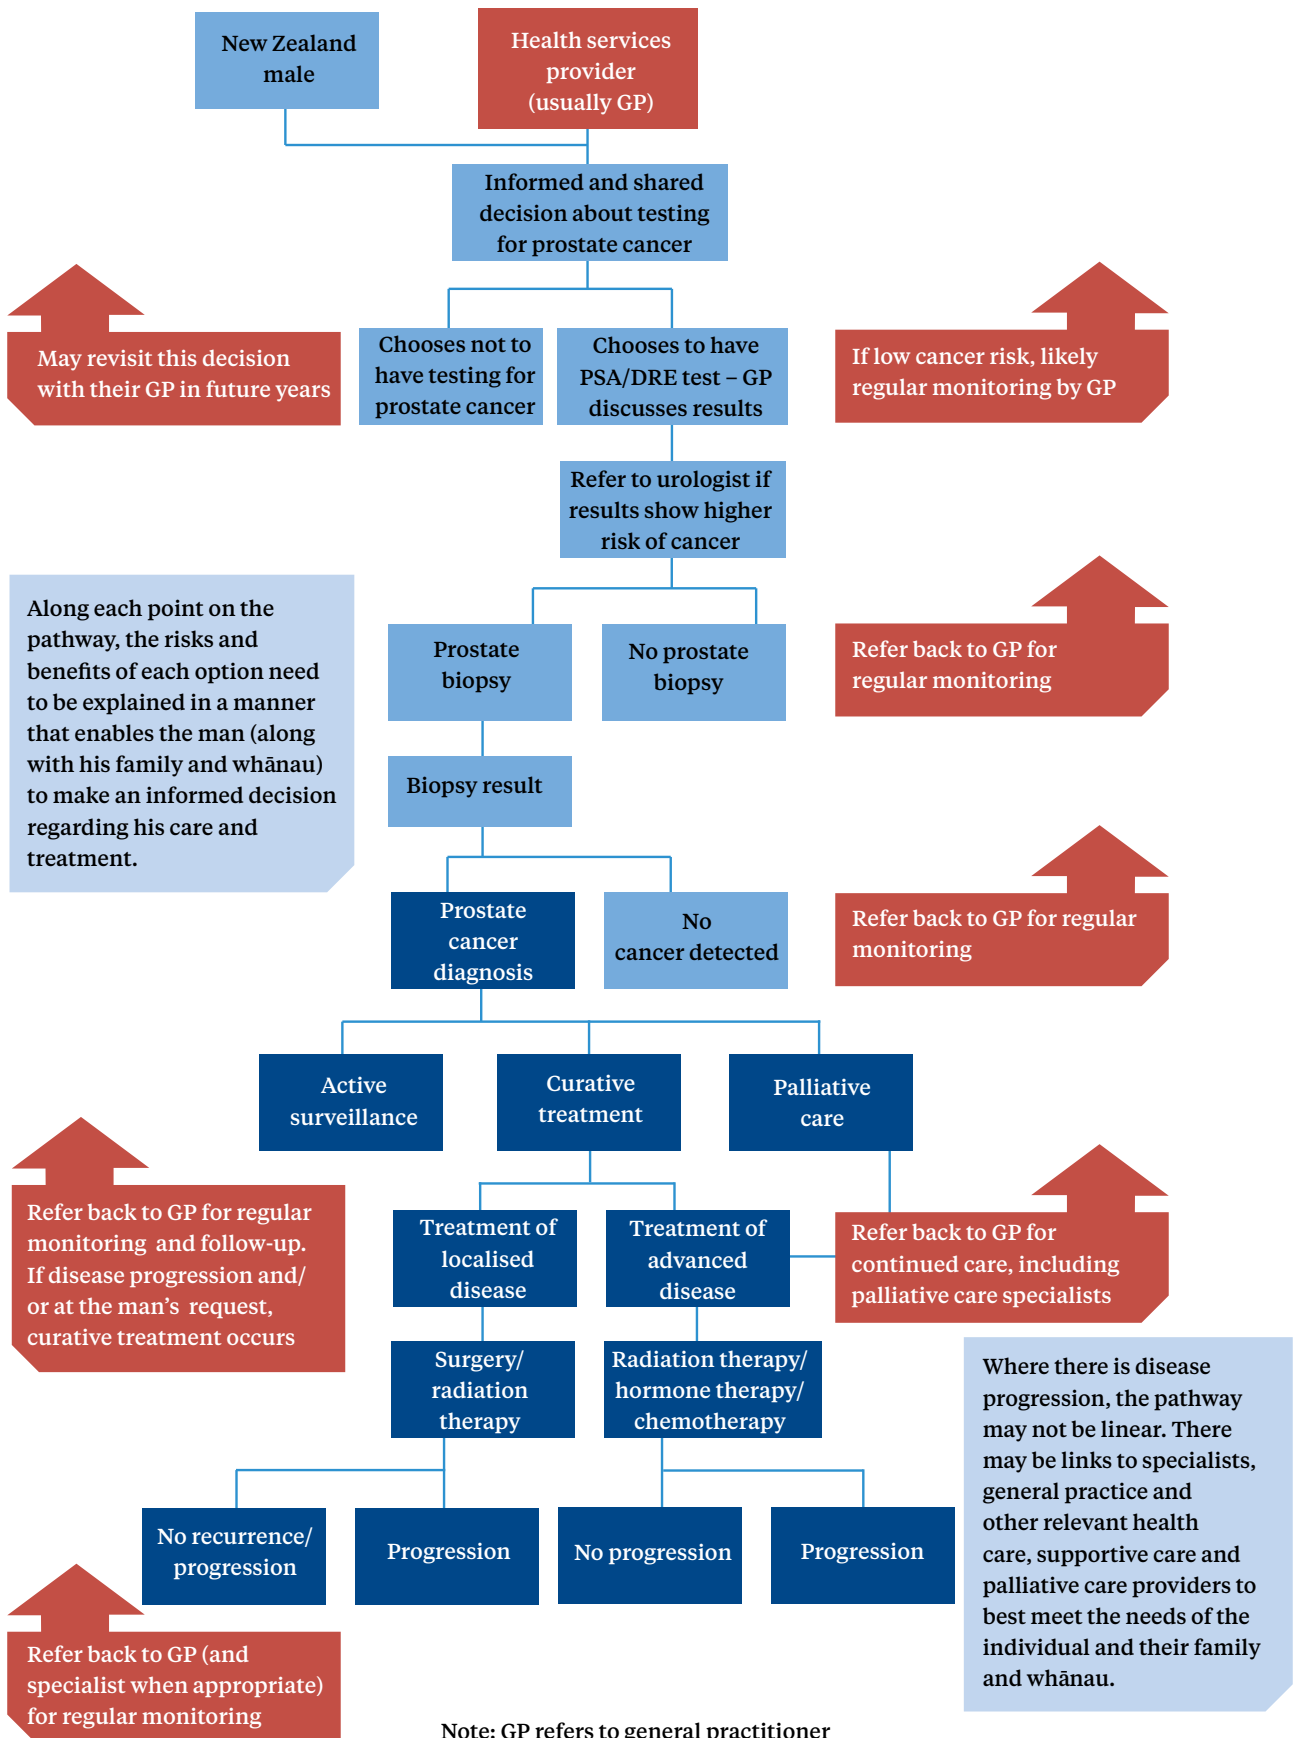 New Zealand
male
Health services
provider
(usually GP)
Informed and shared
decision about testing
for prostate cancer
May revisit this decision
with their GP in future years
Chooses not to
have testing for
prostate cancer
Chooses to have
PSA/DRE test – GP
discusses results
If low cancer risk, likely
regular monitoring by GP
Refer to urologist if
results show higher
risk of cancer
Along each point on the
pathway, the risks and
benefits of each option need
to be explained in a manner
that enables the man (along
with his family and whānau)
to make an informed decision
regarding his care and
treatment.
Prostate
biopsy
No prostate
biopsy
Refer back to GP for
regular monitoring
Biopsy result
Prostate
cancer
diagnosis
No
cancer detected
Refer back to GP for regular
monitoring
Active
surveillance
Curative
treatment
Palliative
care
Refer back to GP for regular
monitoring and follow-up.
If disease progression and/
or at the man's request,
curative treatment occurs
Treatment of
localised
disease
Treatment of
advanced
disease
Refer back to GP for
continued care, including
palliative care specialists
Surgery/
radiation
therapy
Radiation therapy/
hormone therapy/
chemotherapy
Where there is disease
progression, the pathway
may not be linear. There
may be links to specialists,
general practice and
other relevant health
care, supportive care and
palliative care providers to
best meet the needs of the
individual and their family
and whānau.
No recurrence/
progression
Progression
No progression
Progression
Refer back to GP (and
specialist when appropriate)
for regular monitoring
Note: GP refers to general practitioner